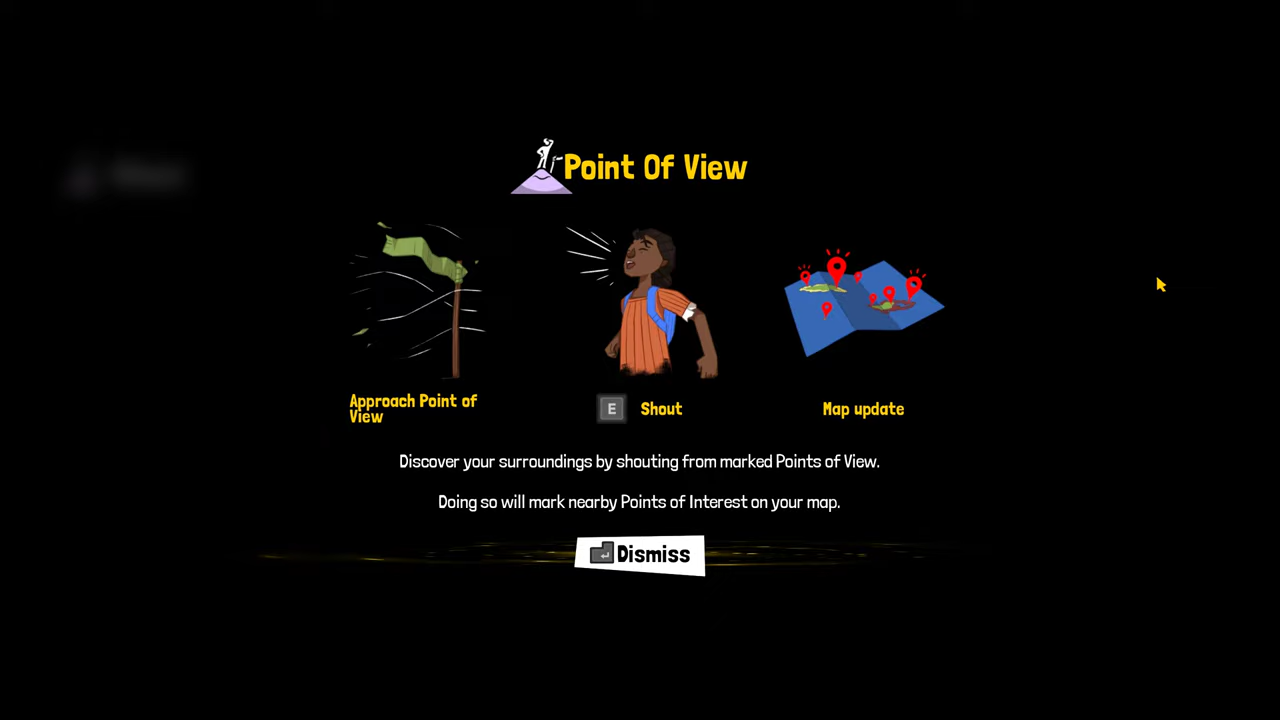 Point Of View
Approach Point of
View
E Shout
Map update
Discover your surroundings by shouting from marked Points of View.
Doing so will mark nearby Points of Interest on your map.
Dismiss